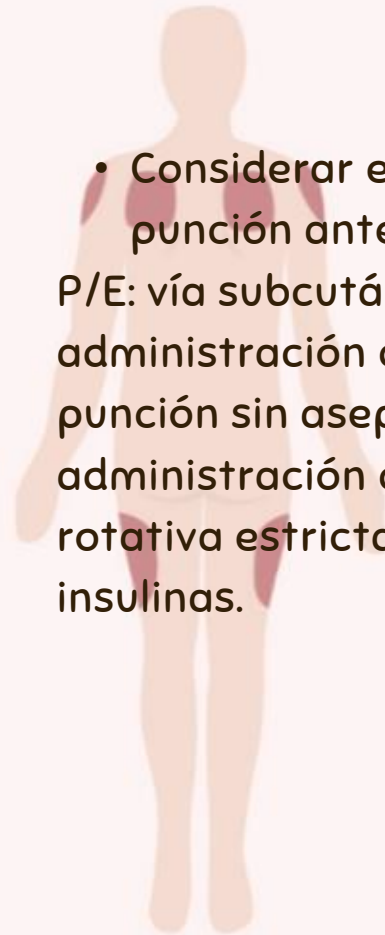 • Considerar e
punción ante
P/E: vía subcutá
administración
punción sin asep
administración
rotativa estricta
insulinas.